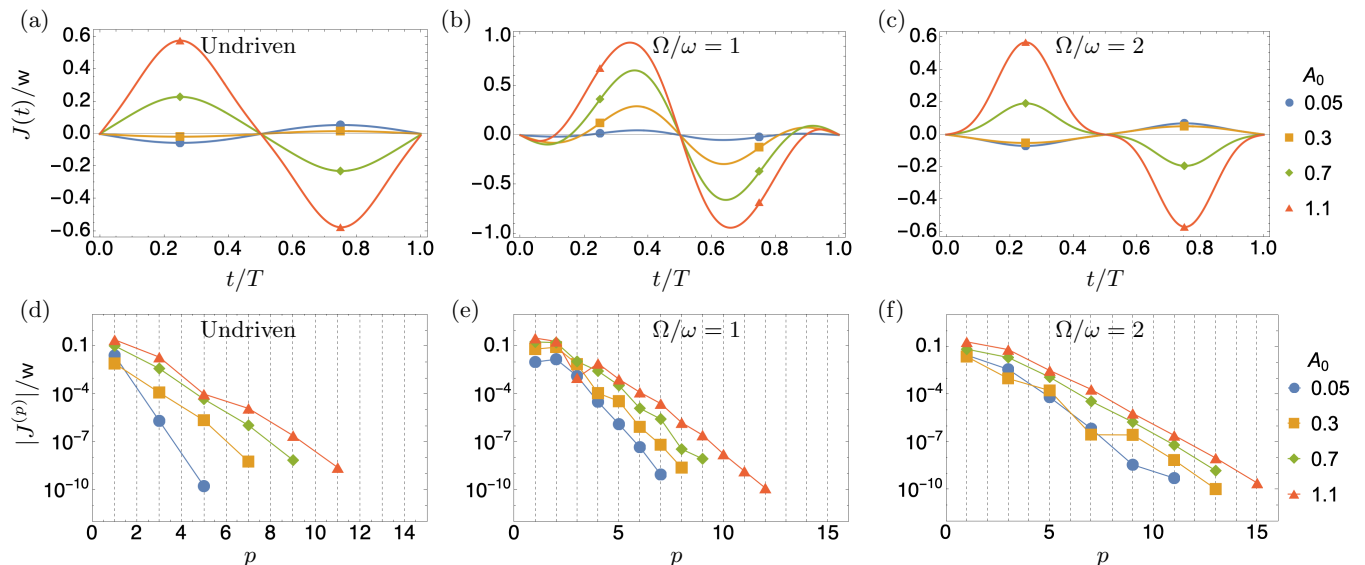 (a)
Undriven
J(t)/w
0.6
0.4
0.2
0.0
−0.2
−0.4
−0.6
0.0 0.2 0.4 0.6 0.8 1.0
t/T
(b)
Ω/ω = 1
1.0
0.5
0.0
−0.5
−1.0
0.0 0.2 0.4 0.6 0.8 1.0
t/T
(c)
Ω/ω = 2
0.6
0.4
0.2
0.0
−0.2
−0.4
−0.6
0.0 0.2 0.4 0.6 0.8 1.0
t/T
A₀
0.05
0.3
0.7
1.1
(d)
Undriven
|J⁽ᵖ⁾|/w
0.1
10⁻⁴
10⁻⁷
10⁻¹⁰
0 2 4 6 8 10 12 14
p
(e)
Ω/ω = 1
0.1
10⁻⁴
10⁻⁷
10⁻¹⁰
0 5 10 15
p
(f)
Ω/ω = 2
0.1
10⁻⁴
10⁻⁷
10⁻¹⁰
0 5 10 15
p
A₀
0.05
0.3
0.7
1.1